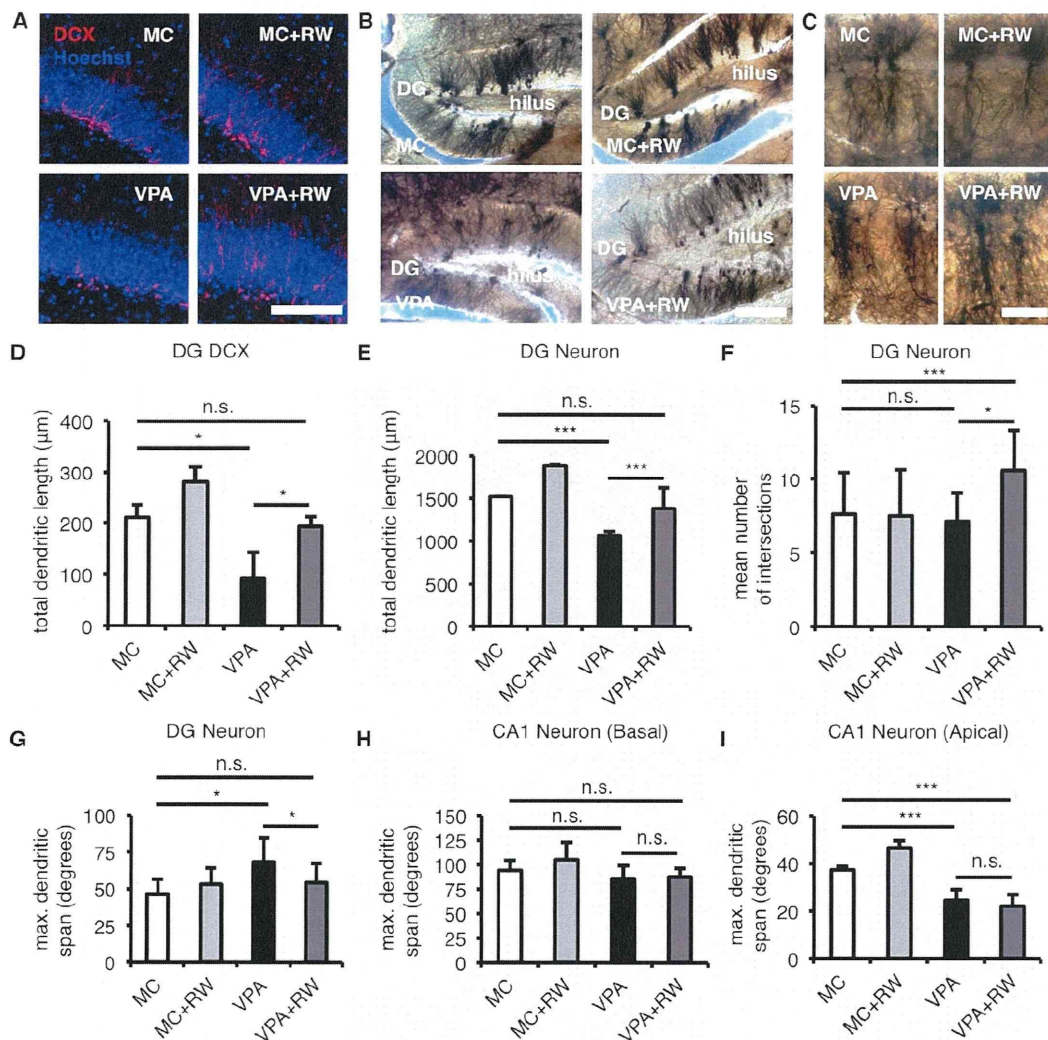 A
DCX
Hoechst
MC
MC+RW
VPA
VPA+RW
B
DG
hilus
MC
DG
hilus
MC+RW
DG
hilus
VPA
DG
hilus
VPA+RW
C
MC
MC+RW
VPA
VPA+RW
D
DG DCX
total dendritic length (µm)
400
300
200
100
0
n.s.
*
*
MC
MC+RW
VPA
VPA+RW
E
DG Neuron
total dendritic length (µm)
2000
1500
1000
500
0
n.s.
***
***
MC
MC+RW
VPA
VPA+RW
F
DG Neuron
mean number
of intersections
15
10
5
0
***
n.s.
*
MC
MC+RW
VPA
VPA+RW
G
DG Neuron
max. dendritic
span (degrees)
100
75
50
25
0
n.s.
*
*
MC
MC+RW
VPA
VPA+RW
H
CA1 Neuron (Basal)
max. dendritic
span (degrees)
150
125
100
75
50
25
0
n.s.
n.s.
n.s.
MC
MC+RW
VPA
VPA+RW
I
CA1 Neuron (Apical)
max. dendritic
span (degrees)
60
40
20
0
***
***
n.s.
MC
MC+RW
VPA
VPA+RW